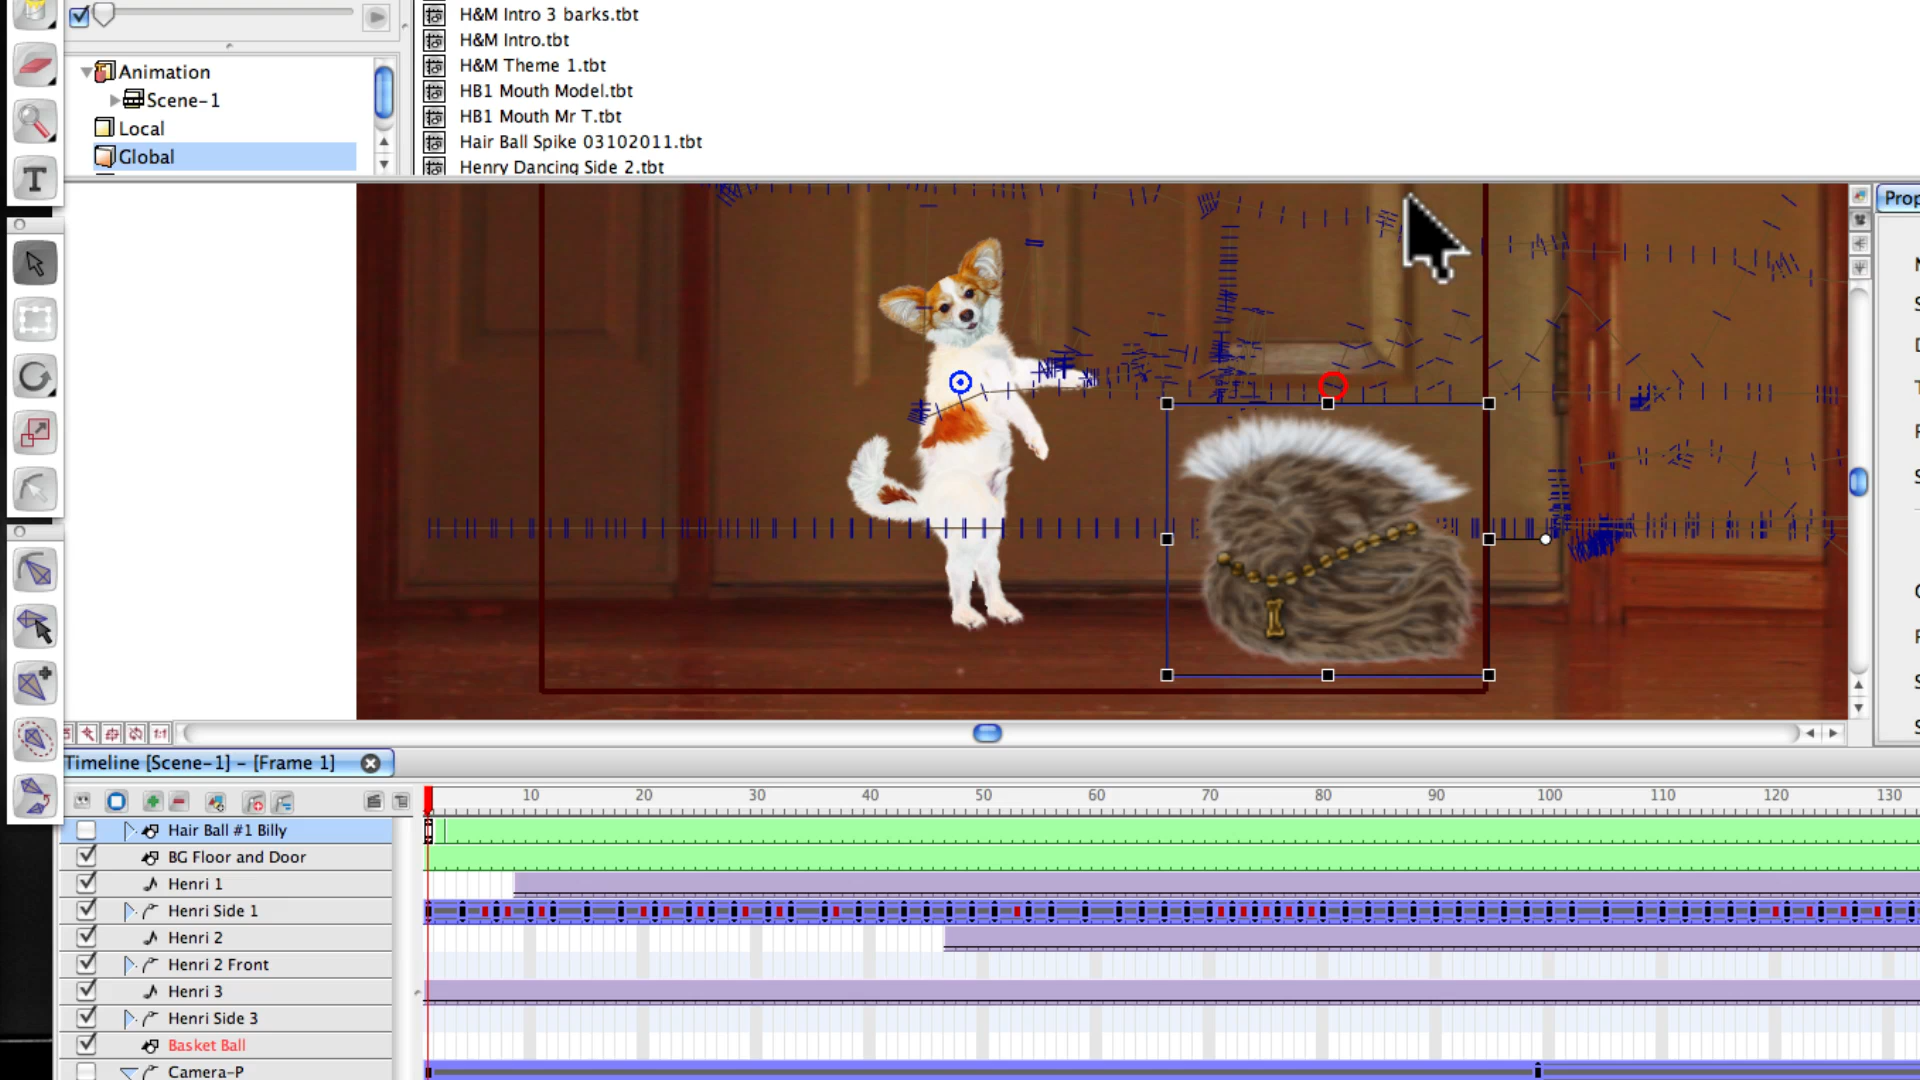 H&M Intro 3 barks.tbt
H&M Intro.tbt
Animation
H&M Theme 1.tbt
Scene-1
HB1 Mouth Model.tbt
HB1 Mouth Mr T.tbt
Local
Hair Ball Spike 03102011.tbt
Global
Henry Dancing Side 2.tbt
T
Prop
1:1
Timeline [Scene-1] - [Frame 1]
10 20 30 40 50 60 70 80 90 100 110 120 130
Hair Ball #1 Billy
BG Floor and Door
Henri 1
Henri Side 1
Henri 2
Henri 2 Front
Henri 3
Henri Side 3
Basket Ball
Camera-P